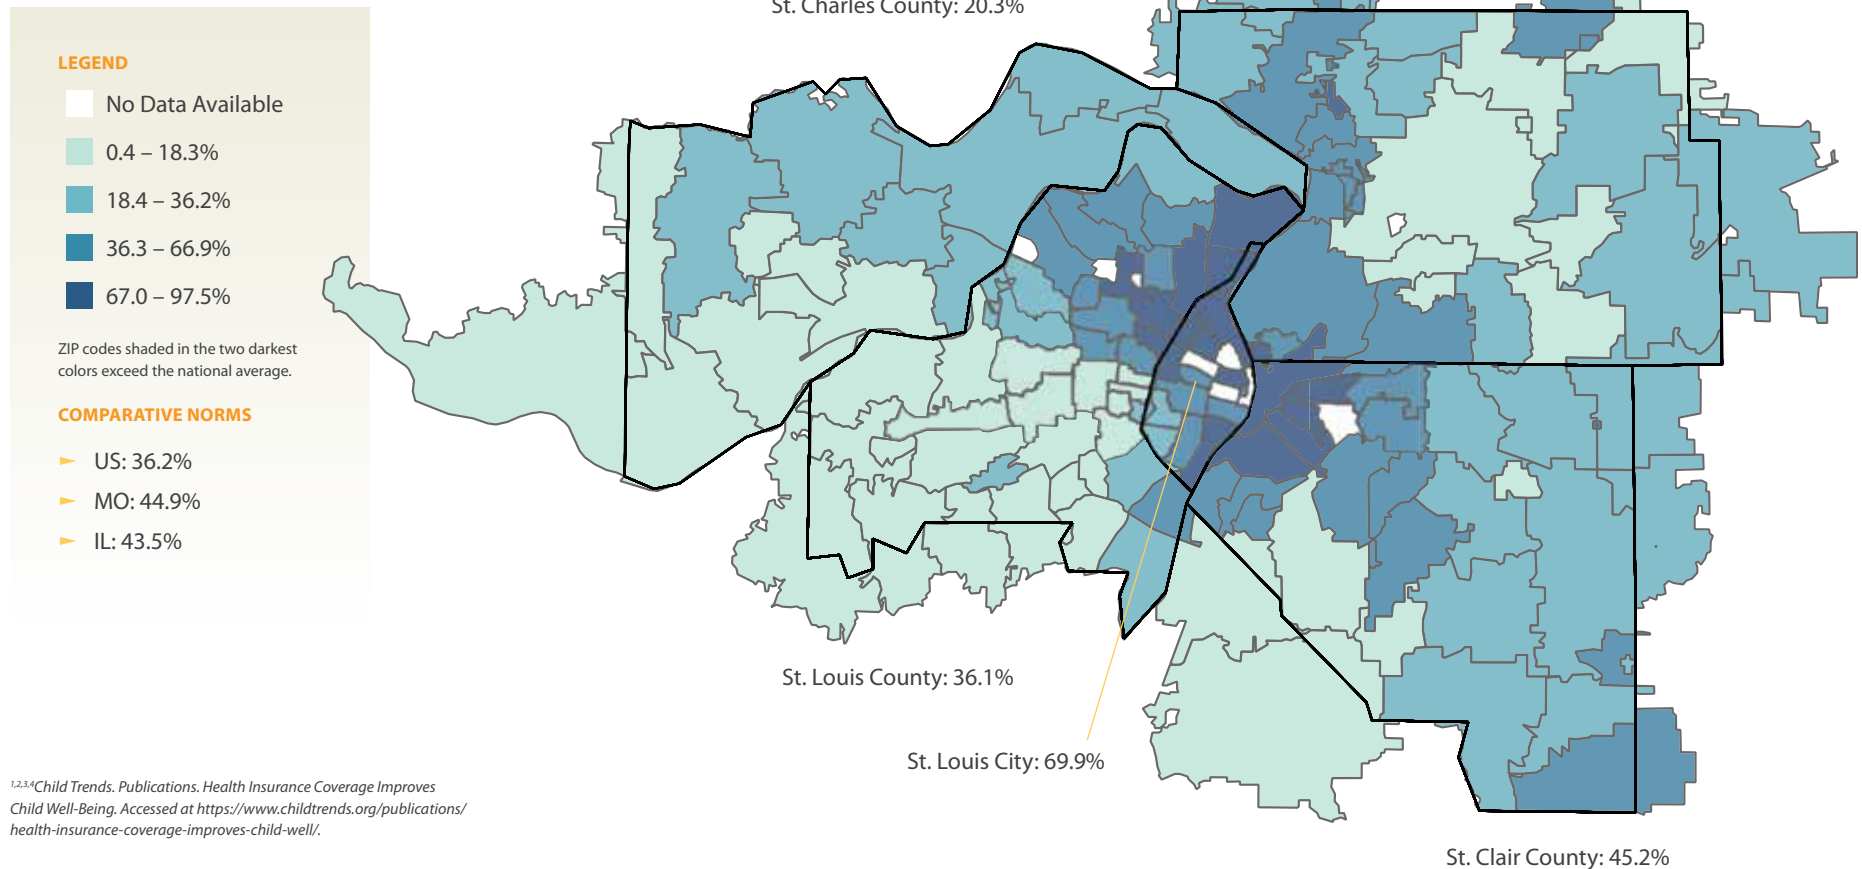 St. Charles County: 20.3%
LEGEND
No Data Available
0.4 – 18.3%
18.4 – 36.2%
36.3 – 66.9%
67.0 – 97.5%
ZIP codes shaded in the two darkest
colors exceed the national average.
COMPARATIVE NORMS
► US: 36.2%
► MO: 44.9%
► IL: 43.5%
St. Louis County: 36.1%
St. Louis City: 69.9%
1,2,3,4Child Trends. Publications. Health Insurance Coverage Improves
Child Well-Being. Accessed at https://www.childtrends.org/publications/
health-insurance-coverage-improves-child-well/.
St. Clair County: 45.2%